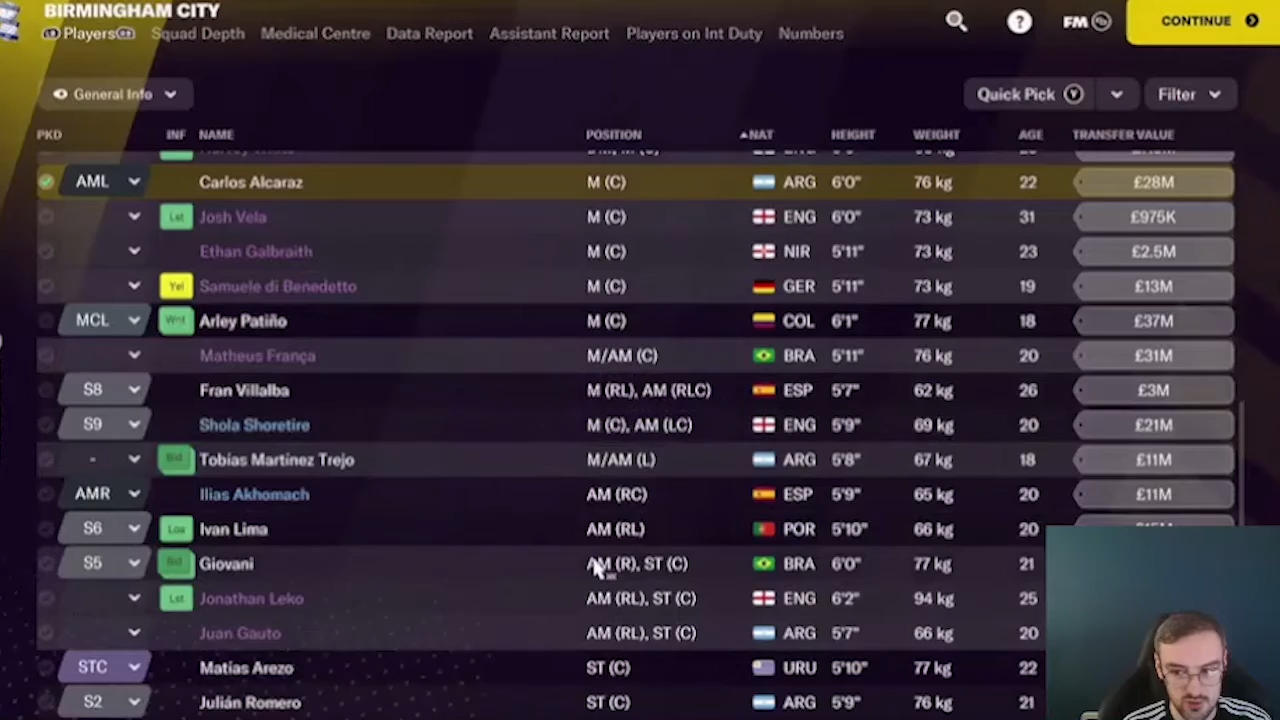 BIRMINGHAM CITY
Players Squad Depth Medical Centre Data Report Assistant Report Players on Int Duty Numbers
? FM CONTINUE
General Info Quick Pick Y Filter
PKD INF NAME POSITION NAT HEIGHT WEIGHT AGE TRANSFER VALUE
AML Carlos Alcaraz M (C) ARG 6'0" 76 kg 22 £28M
Lst Josh Vela M (C) ENG 6'0" 73 kg 31 £975K
Ethan Galbraith M (C) NIR 5'11" 73 kg 23 £2.5M
Yel Samuele di Benedetto M (C) GER 5'11" 73 kg 19 £13M
MCL Wnt Arley Patiño M (C) COL 6'1" 77 kg 18 £37M
- Matheus França M/AM (C) BRA 5'11" 76 kg 20 £31M
S8 Fran Villalba M (RL), AM (RLC) ESP 5'7" 62 kg 26 £3M
S9 Shola Shoretire M (C), AM (LC) ENG 5'9" 69 kg 20 £21M
- Bid Tobías Martínez Trejo M/AM (L) ARG 5'8" 67 kg 18 £11M
AMR Ilias Akhomach AM (RC) ESP 5'9" 65 kg 20 £11M
S6 Loa Ivan Lima AM (RL) POR 5'10" 66 kg 20
S5 Bid Giovani AM (R), ST (C) BRA 6'0" 77 kg 21
Lst Jonathan Leko AM (RL), ST (C) ENG 6'2" 94 kg 25
Juan Gauto AM (RL), ST (C) ARG 5'7" 66 kg 20
STC Matías Arezo ST (C) URU 5'10" 77 kg 22
S2 Julián Romero ST (C) ARG 5'9" 76 kg 21